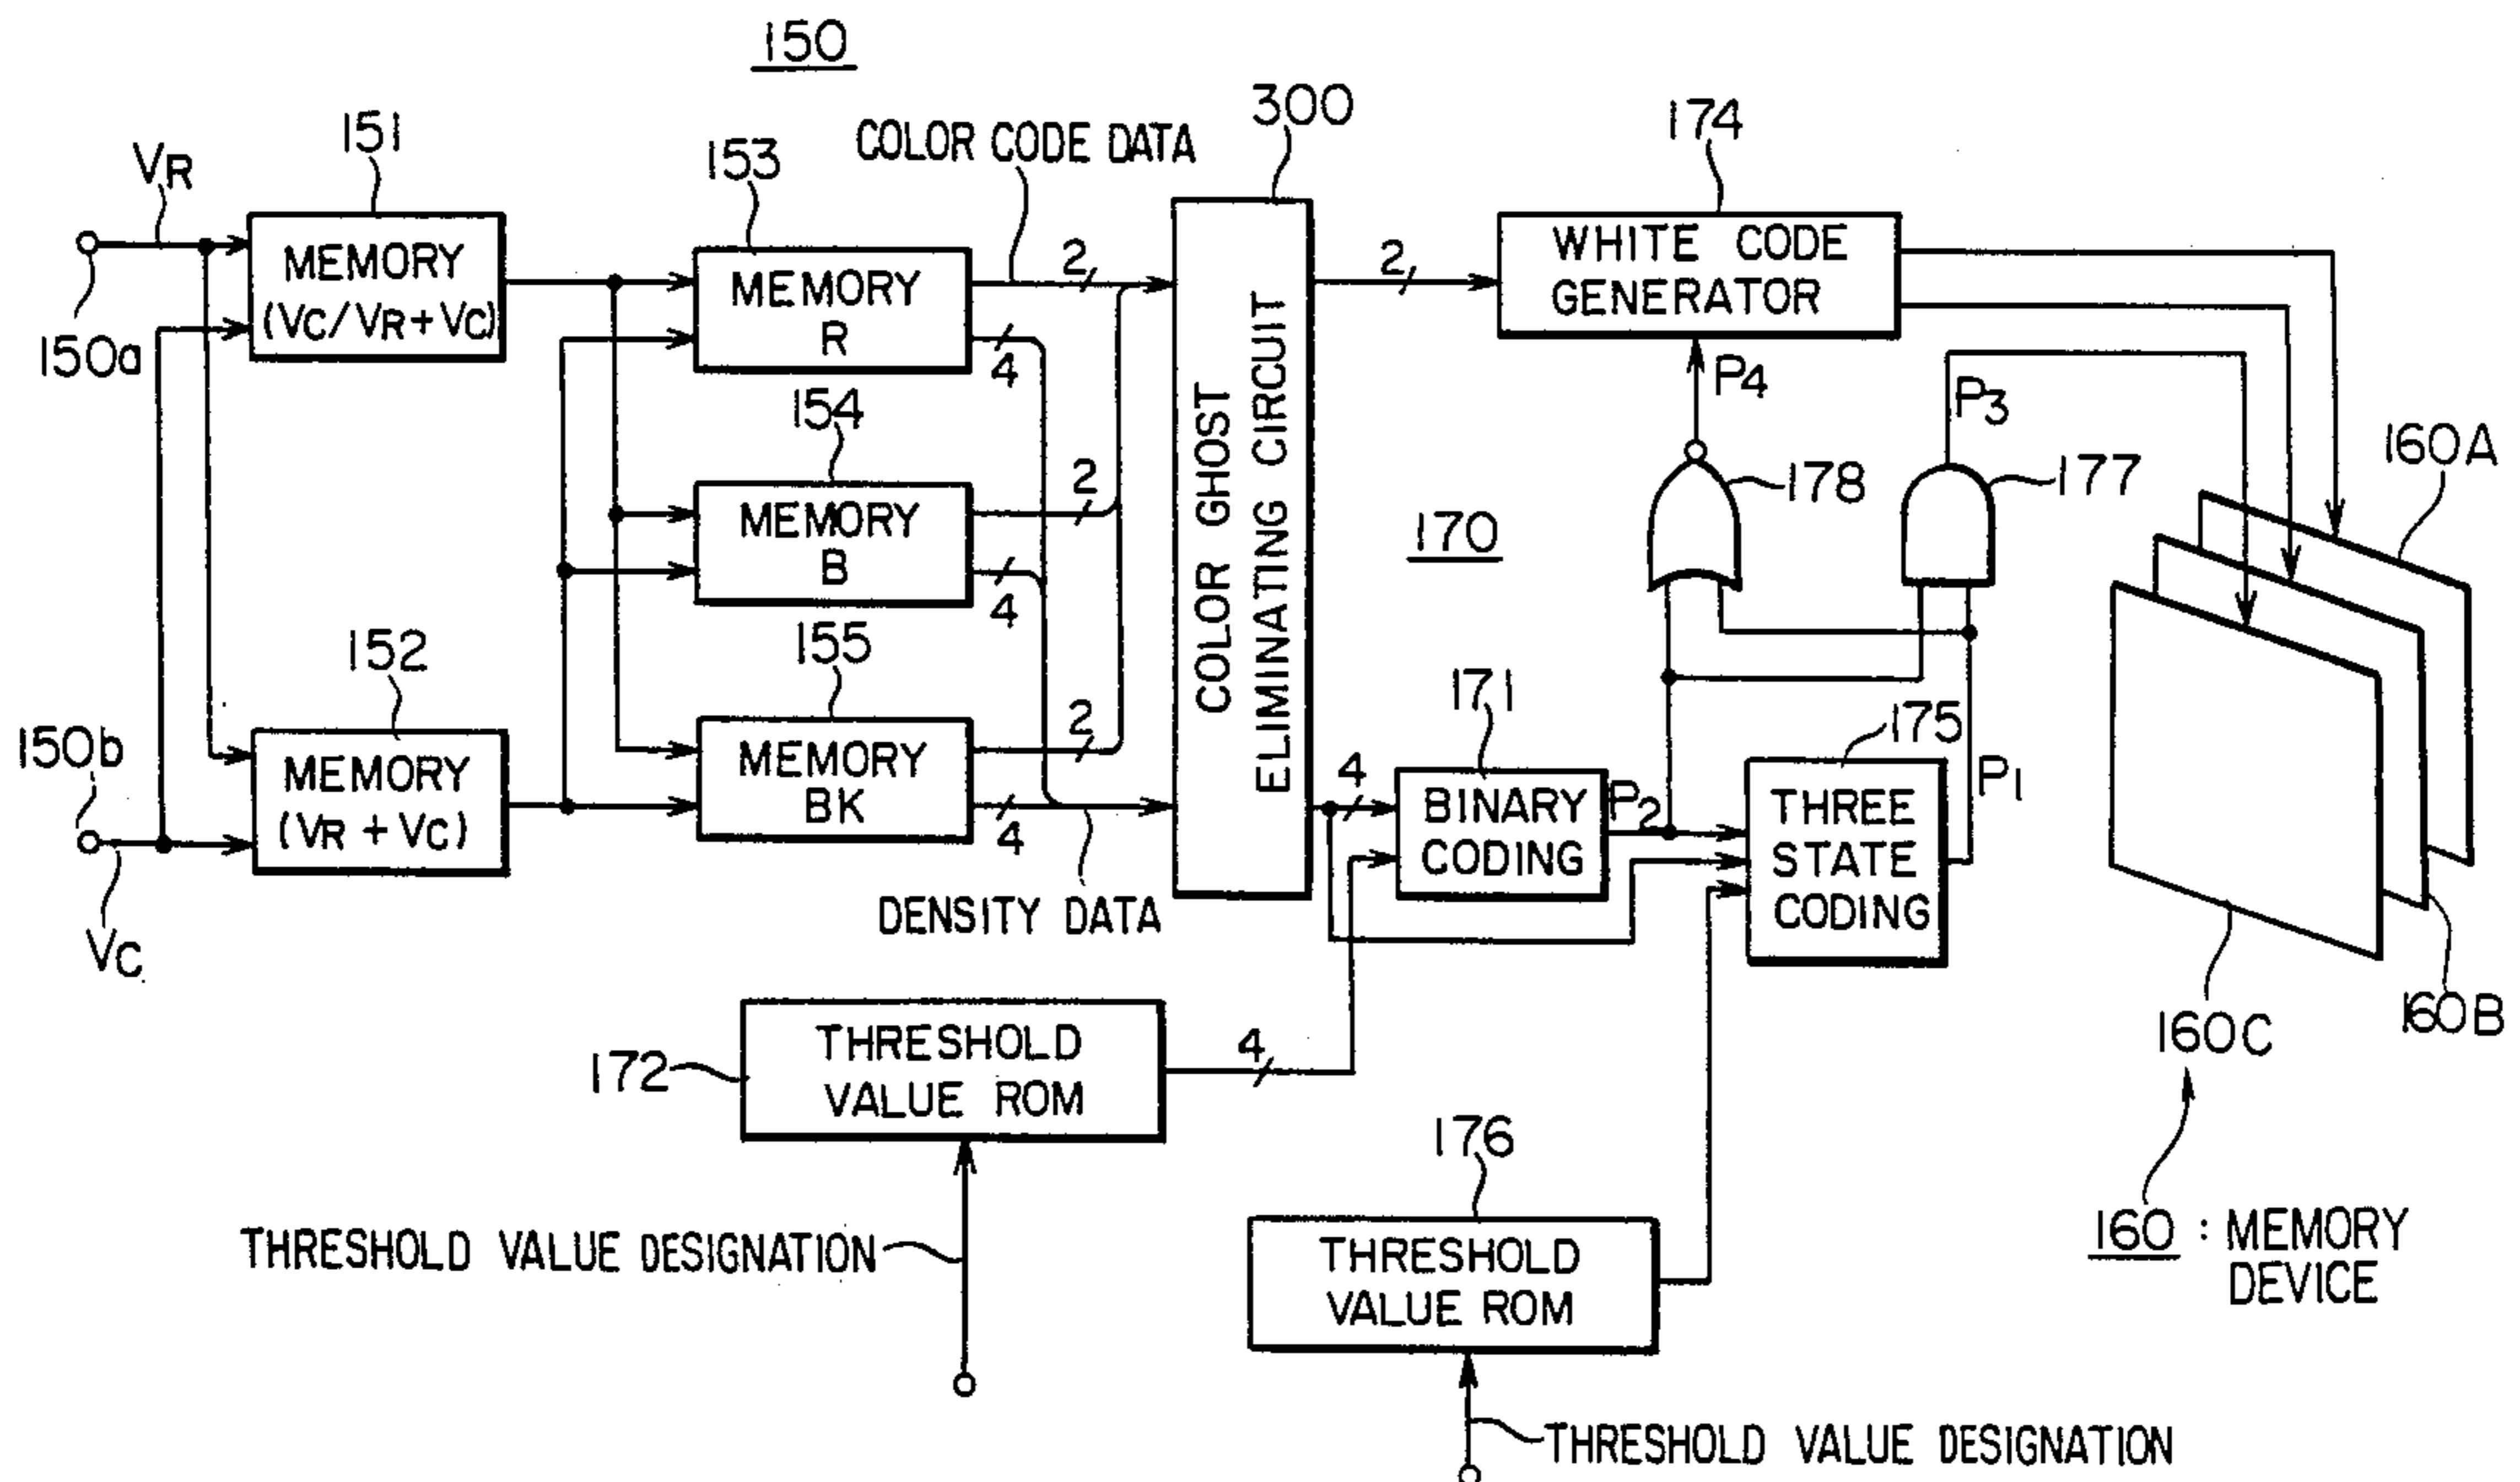 150
300
151
COLOR CODE DATA
174
VR
153
MEMORY
(VC/VR+VC)
150a
MEMORY
R
2
4
2
WHITE CODE
GENERATOR
P4
P3
154
160A
178
177
MEMORY
B
2
4
COLOR GHOST
ELIMINATING CIRCUIT
170
152
155
171
175
150b
MEMORY
(VR + VC)
MEMORY
BK
2
4
4
BINARY
CODING
P2
THREE
STATE
CODING
P1
VC
DENSITY DATA
172
THRESHOLD
VALUE ROM
4
160C
160B
176
THRESHOLD VALUE DESIGNATION
THRESHOLD
VALUE ROM
160 : MEMORY
DEVICE
THRESHOLD VALUE DESIGNATION